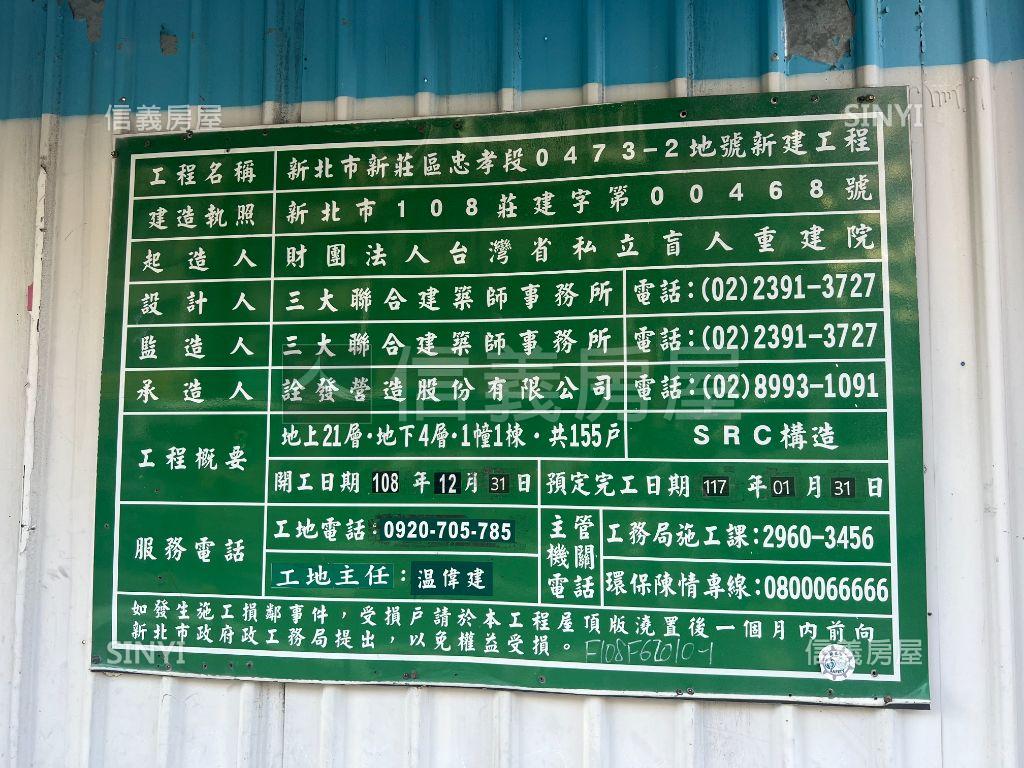 信義房屋
SINYI
工程名稱 新北市新莊區忠孝段0473-2地號新建工程
建造執照 新北市108莊建字第00468號
起造人 財團法人台灣省私立盲人重建院
設計人 三大聯合建築師事務所 電話:(02)2391-3727
監造人 三大聯合建築師事務所 電話:(02)2391-3727
承造人 詮發營造股份有限公司 電話:(02)8993-1091
信義房屋
工程概要 地上21層·地下4層·1幢1棟·共155戶 SRC構造
開工日期 108 年 12 月 31 日 預定完工日期 117 年 01 月 31 日
服務電話 工地電話:0920-705-785 主管機關電話 工務局施工課:2960-3456
工地主任:溫偉建 環保陳情專線:0800066666
如發生施工損鄰事件,受損戶請於本工程屋頂版澆置後一個月內前向
新北市政府政工務局提出,以免權益受損。 F108F62010-1
SINYI
信義房屋